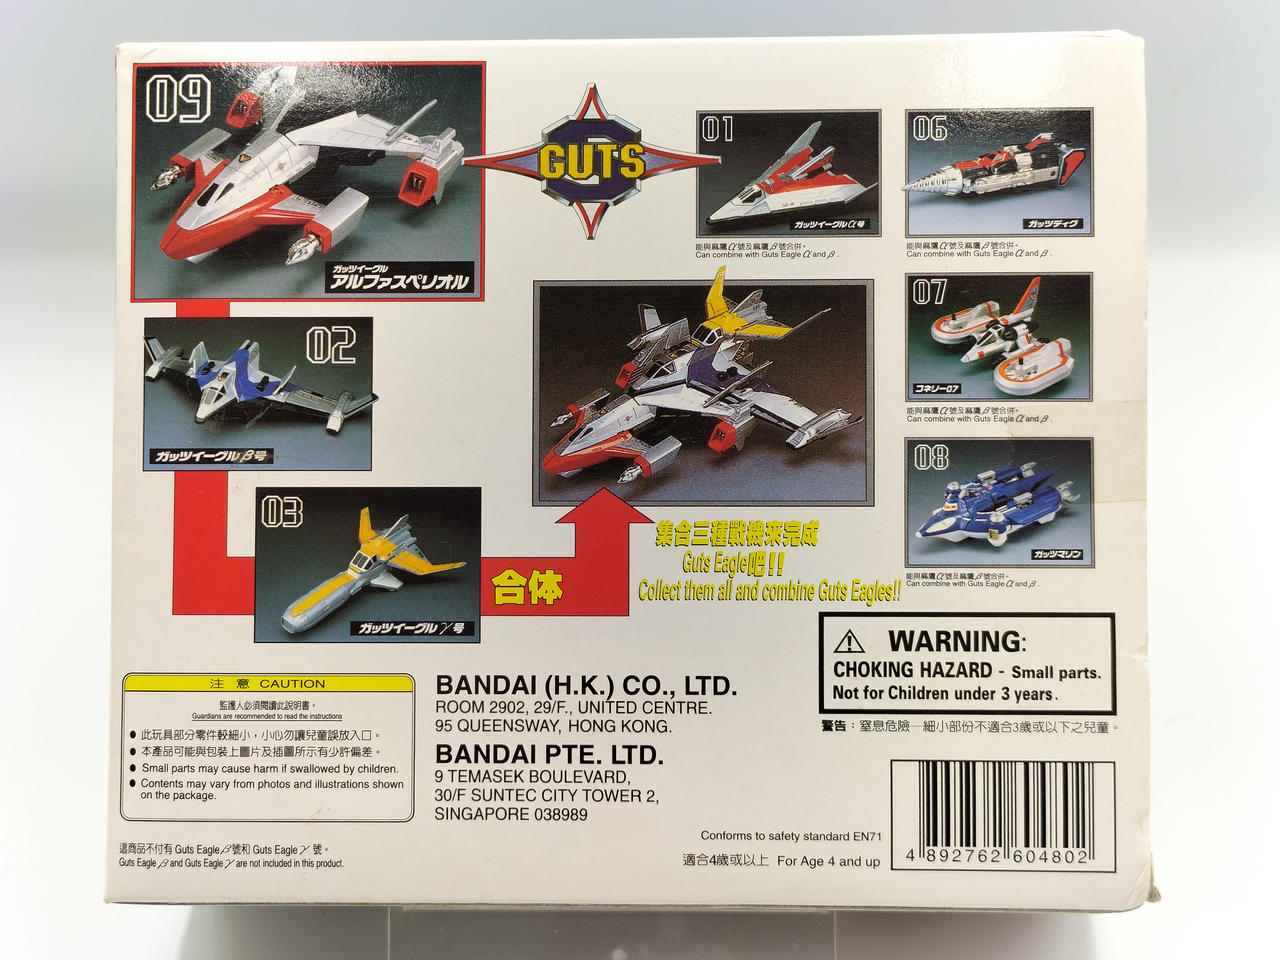 09
ガッツイーグル
アルファスペリオル
GUTS
01
ガッツイーグルα号
能與麻鷹α號及麻鷹β號合併。
Can combine with Guts Eagle α and β .
06
ガッツディグ
能與麻鷹α號及麻鷹β號合併。
Can combine with Guts Eagle α and β .
02
ガッツイーグルβ号
07
コネリー07
能與麻鷹α號及麻鷹β號合併。
Can combine with Guts Eagle α and β .
08
ガッツマリン
能與麻鷹α號及麻鷹β號合併。
Can combine with Guts Eagle α and β .
03
ガッツイーグルγ号
合体
集合三種戰機來完成
Guts Eagle吧!!
Collect them all and combine Guts Eagles!!
WARNING:
CHOKING HAZARD - Small parts.
Not for Children under 3 years.
警告：窒息危險—細小部份不適合3歲或以下之兒童。
注 意 CAUTION
監護人必須閱讀此說明書。
Guardians are recommended to read the instructions
● 此玩具部分零件較細小，小心勿讓兒童誤放入口。
● 本產品可能與包裝上圖片及插圖所示有少許偏差。
● Small parts may cause harm if swallowed by children.
● Contents may vary from photos and illustrations shown
on the package.
BANDAI (H.K.) CO., LTD.
ROOM 2902, 29/F., UNITED CENTRE.
95 QUEENSWAY, HONG KONG.
BANDAI PTE. LTD.
9 TEMASEK BOULEVARD,
30/F SUNTEC CITY TOWER 2,
SINGAPORE 038989
這商品不付有 Guts Eagle β號和 Guts Eagle γ 號。
Guts Eagle β and Guts Eagle γ are not included in this product.
Conforms to safety standard EN71
適合4歲或以上 For Age 4 and up
4 892762 604802